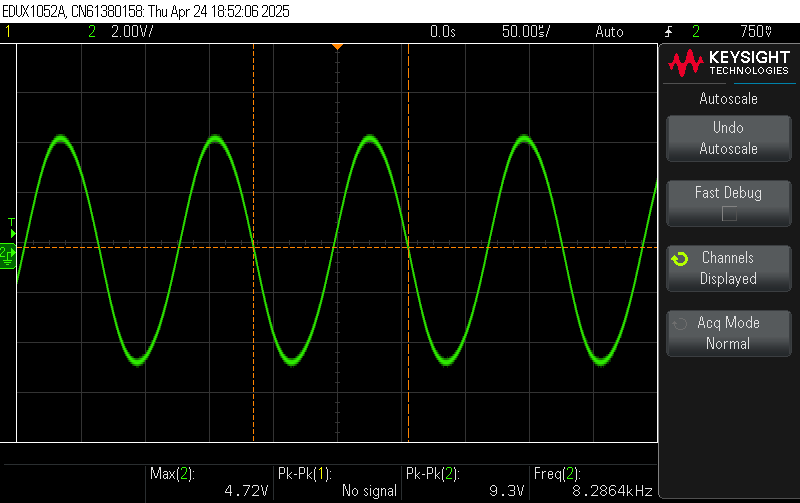 EDUX1052A, CN61380158: Thu Apr 24 18:52:06 2025
1 2 2.00V/ 0.0s 50.00µs/ Auto 2 750mV
KEYSIGHT
TECHNOLOGIES
Autoscale
Undo
Autoscale
Fast Debug
T
2
Channels
Displayed
Acq Mode
Normal
Max(2): Pk-Pk(1): Pk-Pk(2): Freq(2):
4.72V No signal 9.3V 8.2864kHz